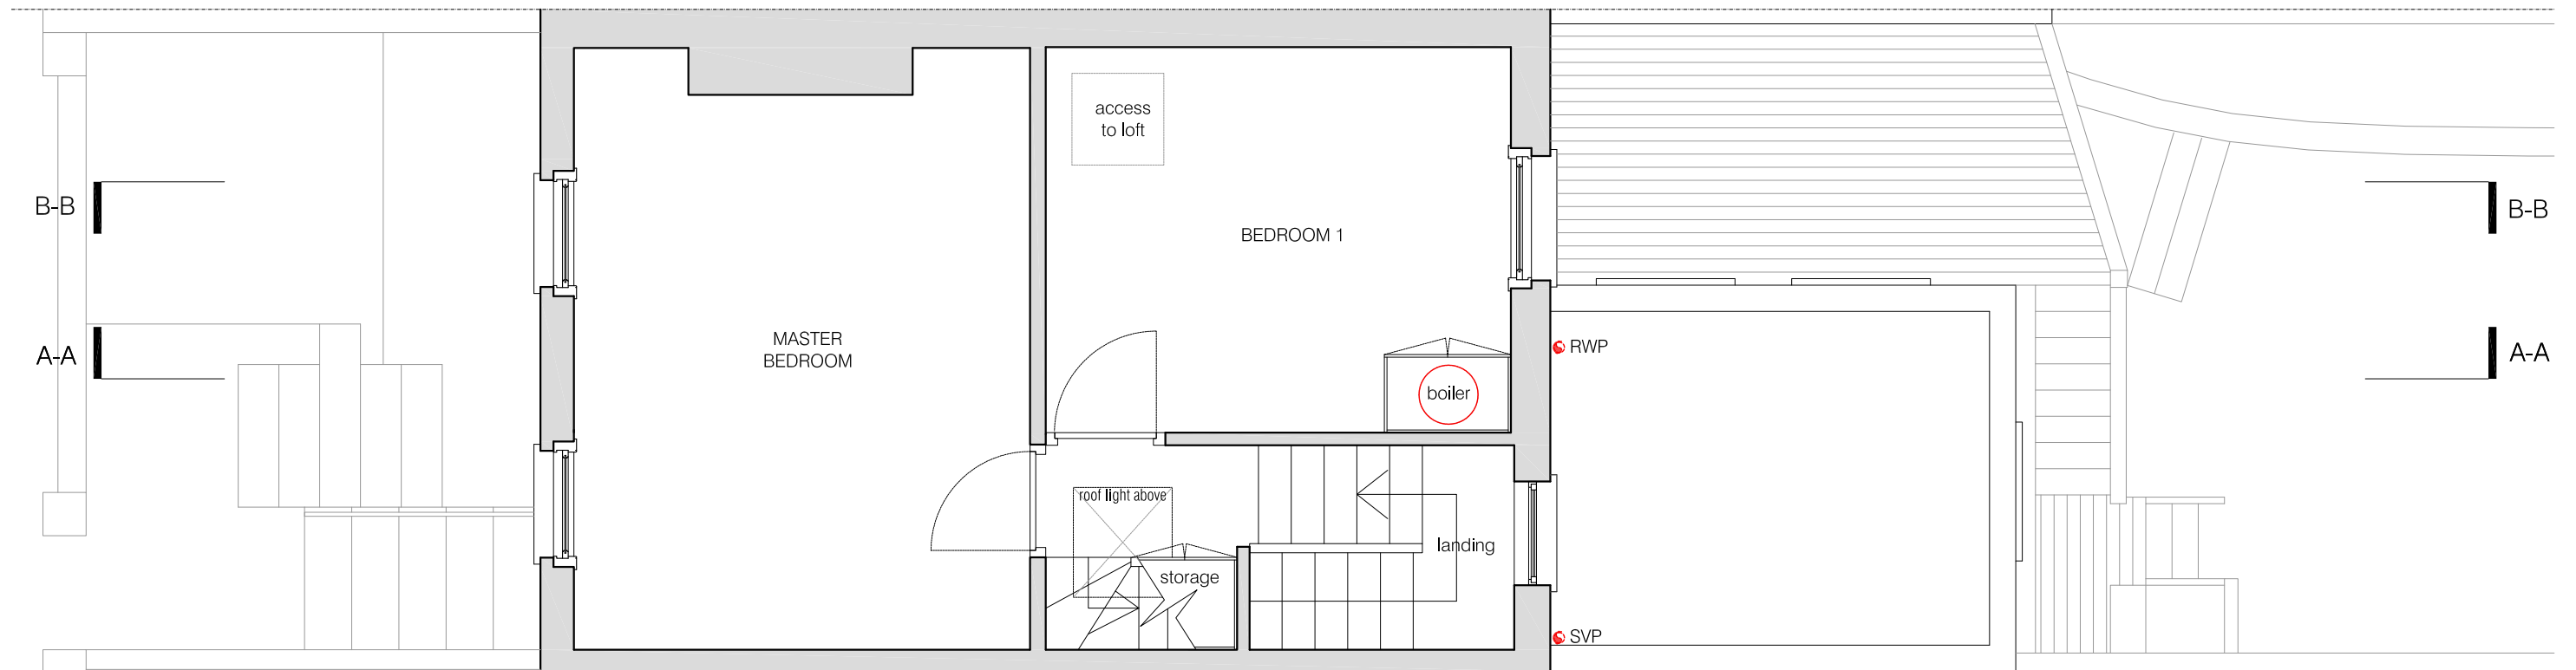 access
to loft
B-B
B-B
BEDROOM 1
MASTER
BEDROOM
RWP
A-A
A-A
boiler
roof light above
landing
storage
SVP